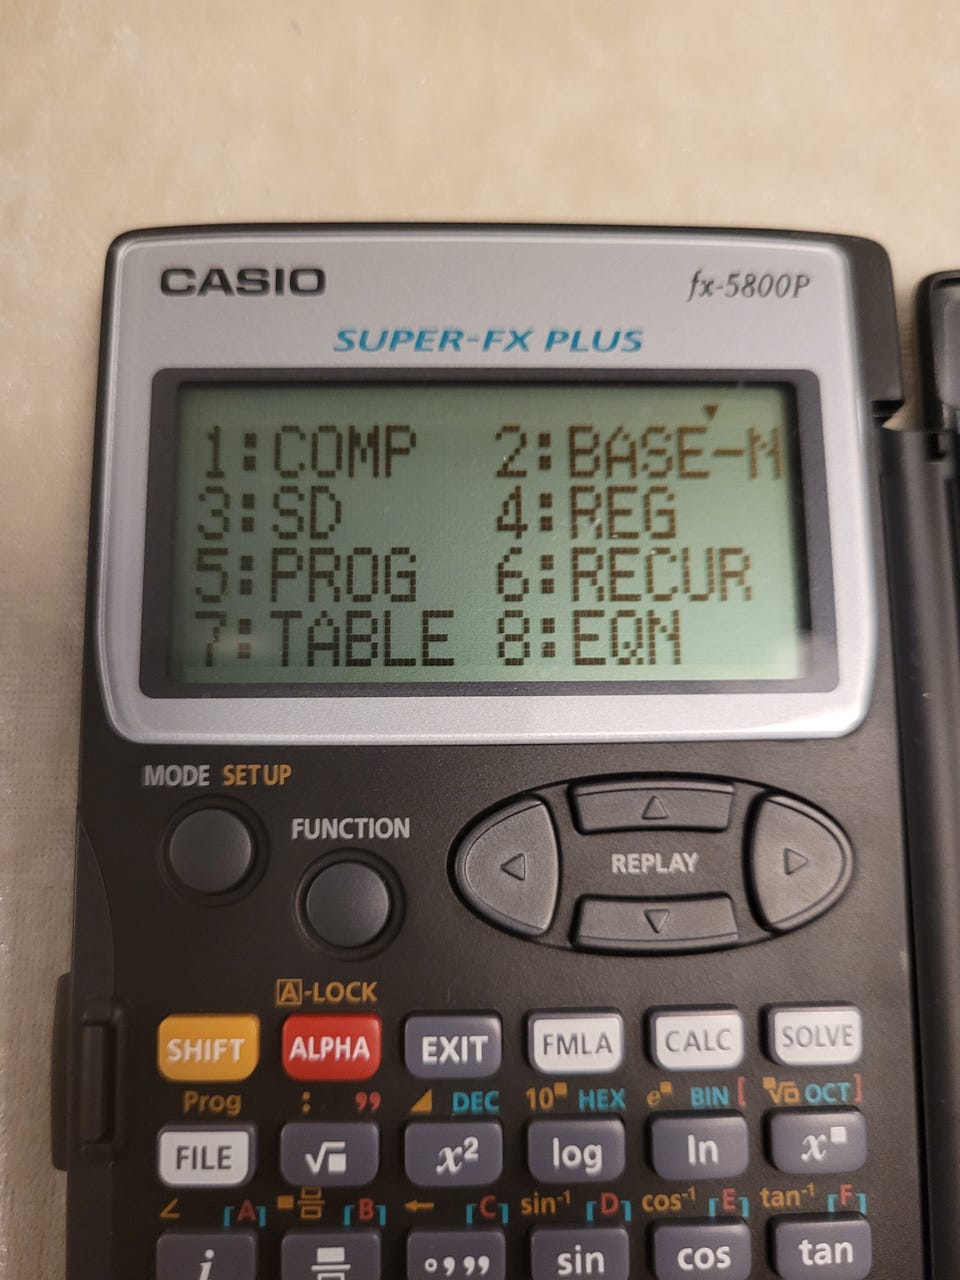 CASIO fx-5800P
SUPER-FX PLUS
1:COMP 2:BASE-N
3:SD 4:REG
5:PROG 6:RECUR
7:TABLE 8:EQN
MODE SETUP
FUNCTION
REPLAY
A-LOCK
SHIFT ALPHA EXIT FMLA CALC SOLVE
Prog : ” ◢ DEC 10■ HEX e■ BIN [ ■√▫ OCT ]
FILE √■ x² log ln x■
∠ A B ← C sin⁻¹ D cos⁻¹ E tan⁻¹ F
i °,,, sin cos tan